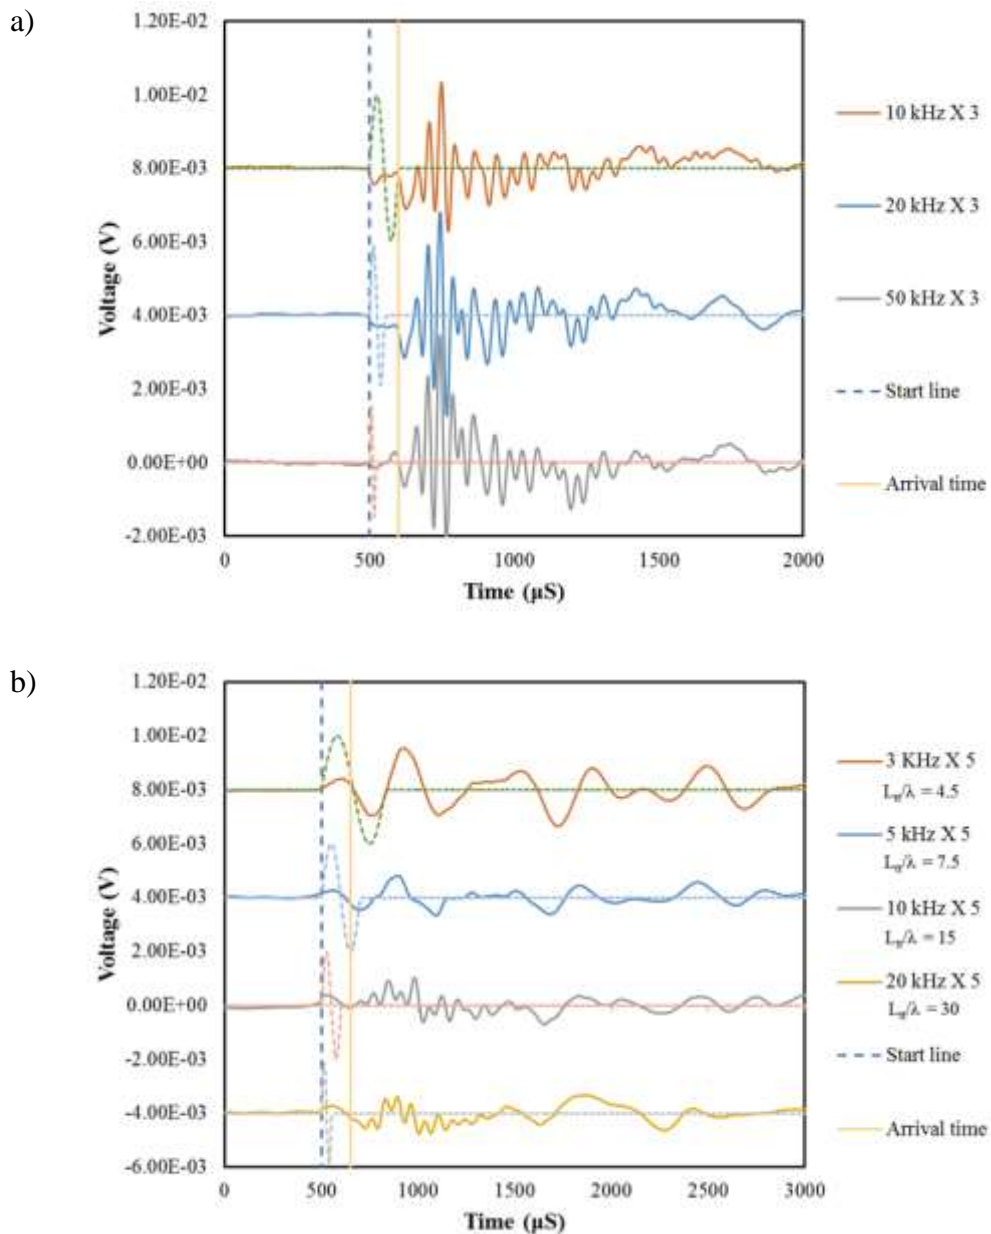 a)
1.20E-02
1.00E-02
8.00E-03
6.00E-03
4.00E-03
2.00E-03
0.00E+00
-2.00E-03
Voltage (V)
0 500 1000 1500 2000
Time (µS)
10 kHz X 3
20 kHz X 3
50 kHz X 3
Start line
Arrival time
b)
1.20E-02
1.00E-02
8.00E-03
6.00E-03
4.00E-03
2.00E-03
0.00E+00
-2.00E-03
-4.00E-03
-6.00E-03
Voltage (V)
0 500 1000 1500 2000 2500 3000
Time (µS)
3 KHz X 5
/λ = 4.5
5 kHz X 5
/λ = 7.5
10 kHz X 5
/λ = 15
20 kHz X 5
/λ = 30
Start line
Arrival time